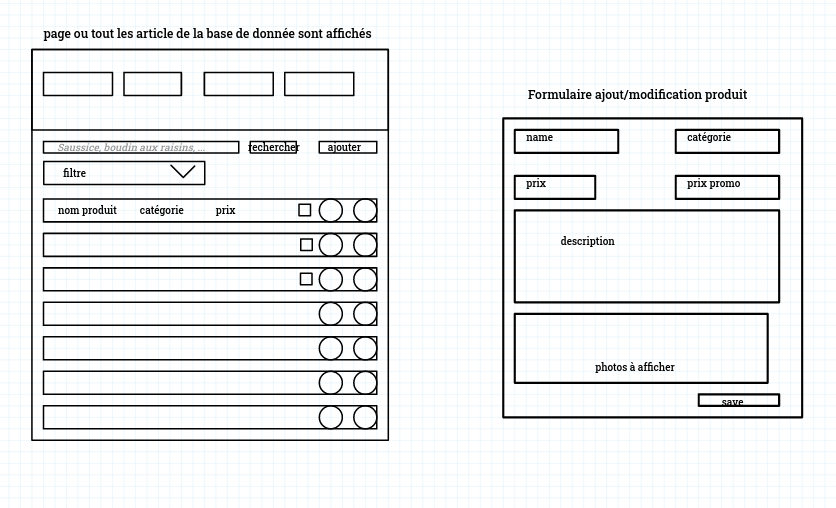 page ou tout les article de la base de donnée sont affichés
Saussice, boudin aux raisins, ...
rechercher
ajouter
filtre
nom produit
catégorie
prix
Formulaire ajout/modification produit
name
catégorie
prix
prix promo
description
photos à afficher
save